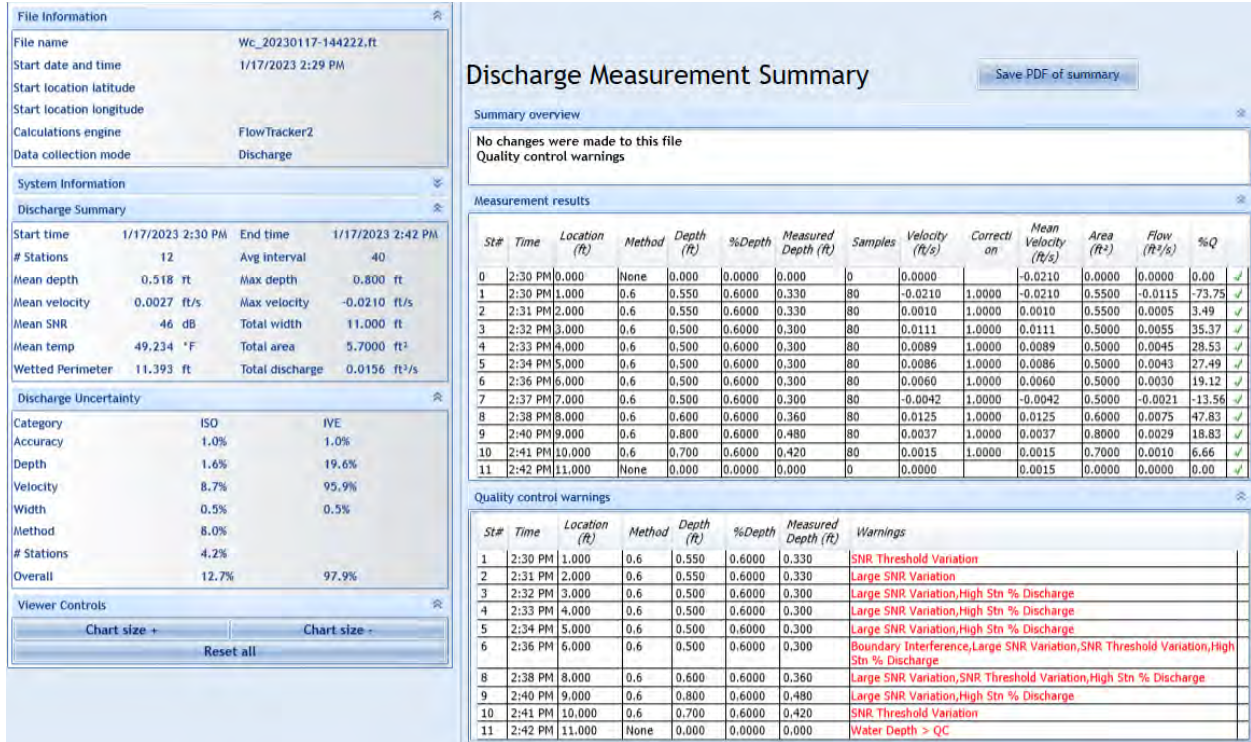 File Information
File name Wc_20230117-144222.ft
Start date and time 1/17/2023 2:29 PM
Start location latitude
Start location longitude
Calculations engine FlowTracker2
Data collection mode Discharge
System Information
Discharge Summary
Start time 1/17/2023 2:30 PM End time 1/17/2023 2:42 PM
# Stations 12 Avg interval 40
Mean depth 0.518 ft Max depth 0.800 ft
Mean velocity 0.0027 ft/s Max velocity -0.0210 ft/s
Mean SNR 46 dB Total width 11.000 ft
Mean temp 49.234 °F Total area 5.7000 ft²
Wetted Perimeter 11.393 ft Total discharge 0.0156 ft³/s
Discharge Uncertainty
Category ISO IVE
Accuracy 1.0% 1.0%
Depth 1.6% 19.6%
Velocity 8.7% 95.9%
Width 0.5% 0.5%
Method 8.0%
# Stations 4.2%
Overall 12.7% 97.9%
Viewer Controls
Chart size + Chart size -
Reset all
Discharge Measurement Summary
Save PDF of summary
Summary overview
No changes were made to this file
Quality control warnings
Measurement results
St# Time Location (ft) Method Depth (ft) %Depth Measured Depth (ft) Samples Velocity (ft/s) Correcti on Mean Velocity (ft/s) Area (ft²) Flow (ft³/s) %Q
0 2:30 PM 0.000 None 0.000 0.000 0.000 0 0.0000 -0.0210 0.0000 0.0000 0.00 ✓
1 2:30 PM 1.000 0.6 0.550 0.6000 0.330 80 -0.0210 1.0000 -0.0210 0.5500 -0.0115 -73.75 ✓
2 2:31 PM 2.000 0.6 0.550 0.6000 0.330 80 0.0010 1.0000 0.0010 0.5500 0.0005 3.49 ✓
3 2:32 PM 3.000 0.6 0.500 0.6000 0.300 80 0.0111 1.0000 0.0111 0.5000 0.0055 35.37 ✓
4 2:33 PM 4.000 0.6 0.500 0.6000 0.300 80 0.0089 1.0000 0.0089 0.5000 0.0045 28.53 ✓
5 2:34 PM 5.000 0.6 0.500 0.6000 0.300 80 0.0086 1.0000 0.0086 0.5000 0.0043 27.49 ✓
6 2:36 PM 6.000 0.6 0.500 0.6000 0.300 80 0.0060 1.0000 0.0060 0.5000 0.0030 19.12 ✓
7 2:37 PM 7.000 0.6 0.500 0.6000 0.300 80 -0.0042 1.0000 -0.0042 0.5000 -0.0021 -13.56 ✓
8 2:38 PM 8.000 0.6 0.600 0.6000 0.360 80 0.0125 1.0000 0.0125 0.6000 0.0075 47.83 ✓
9 2:40 PM 9.000 0.6 0.800 0.6000 0.480 80 0.0037 1.0000 0.0037 0.8000 0.0029 18.83 ✓
10 2:41 PM 10.000 0.6 0.700 0.6000 0.420 80 0.0015 1.0000 0.0015 0.7000 0.0010 6.66 ✓
11 2:42 PM 11.000 None 0.000 0.000 0.000 0 0.0000 0.0015 0.0000 0.0000 0.00 ✓
Quality control warnings
St# Time Location (ft) Method Depth (ft) %Depth Measured Depth (ft) Warnings
1 2:30 PM 1.000 0.6 0.550 0.6000 0.330 SNR Threshold Variation
2 2:31 PM 2.000 0.6 0.550 0.6000 0.330 Large SNR Variation
3 2:32 PM 3.000 0.6 0.500 0.6000 0.300 Large SNR Variation,High Stn % Discharge
4 2:33 PM 4.000 0.6 0.500 0.6000 0.300 Large SNR Variation,High Stn % Discharge
5 2:34 PM 5.000 0.6 0.500 0.6000 0.300 Large SNR Variation,High Stn % Discharge
6 2:36 PM 6.000 0.6 0.500 0.6000 0.300 Boundary Interference,Large SNR Variation,SNR Threshold Variation,High
Stn % Discharge
8 2:38 PM 8.000 0.6 0.600 0.6000 0.360 Large SNR Variation,SNR Threshold Variation,High Stn % Discharge
9 2:40 PM 9.000 0.6 0.800 0.6000 0.480 Large SNR Variation,High Stn % Discharge
10 2:41 PM 10.000 0.6 0.700 0.6000 0.420 SNR Threshold Variation
11 2:42 PM 11.000 None 0.000 0.000 0.000 Water Depth > QC